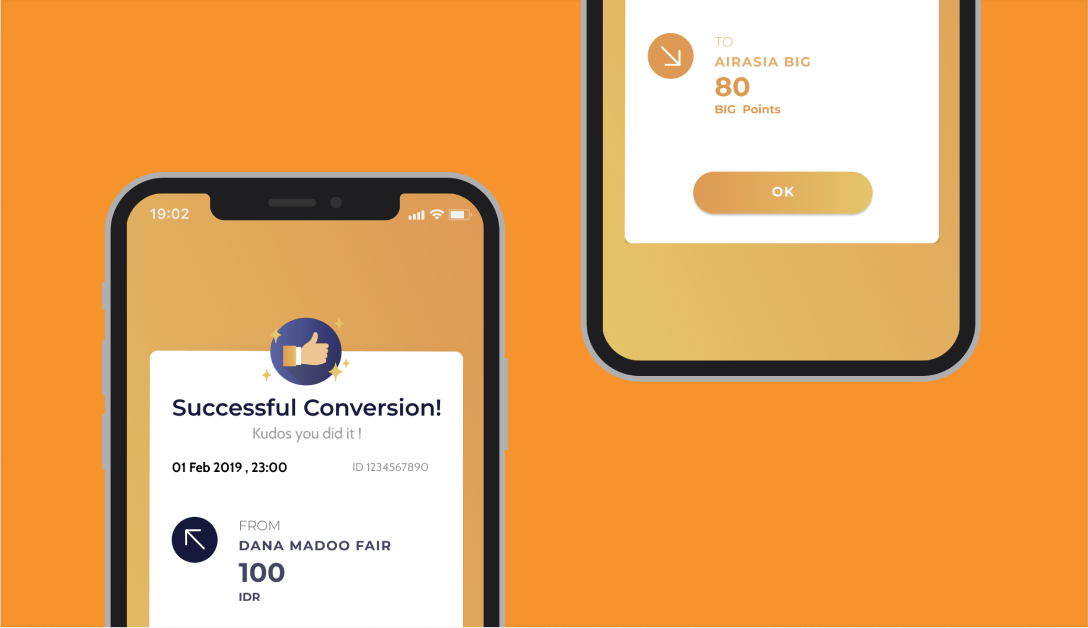 19:02
Successful Conversion!
Kudos you did it !
01 Feb 2019 , 23:00
ID 1234567890
FROM
DANA MADOO FAIR
100
IDR
TO
AIRASIA BIG
80
BIG Points
OK